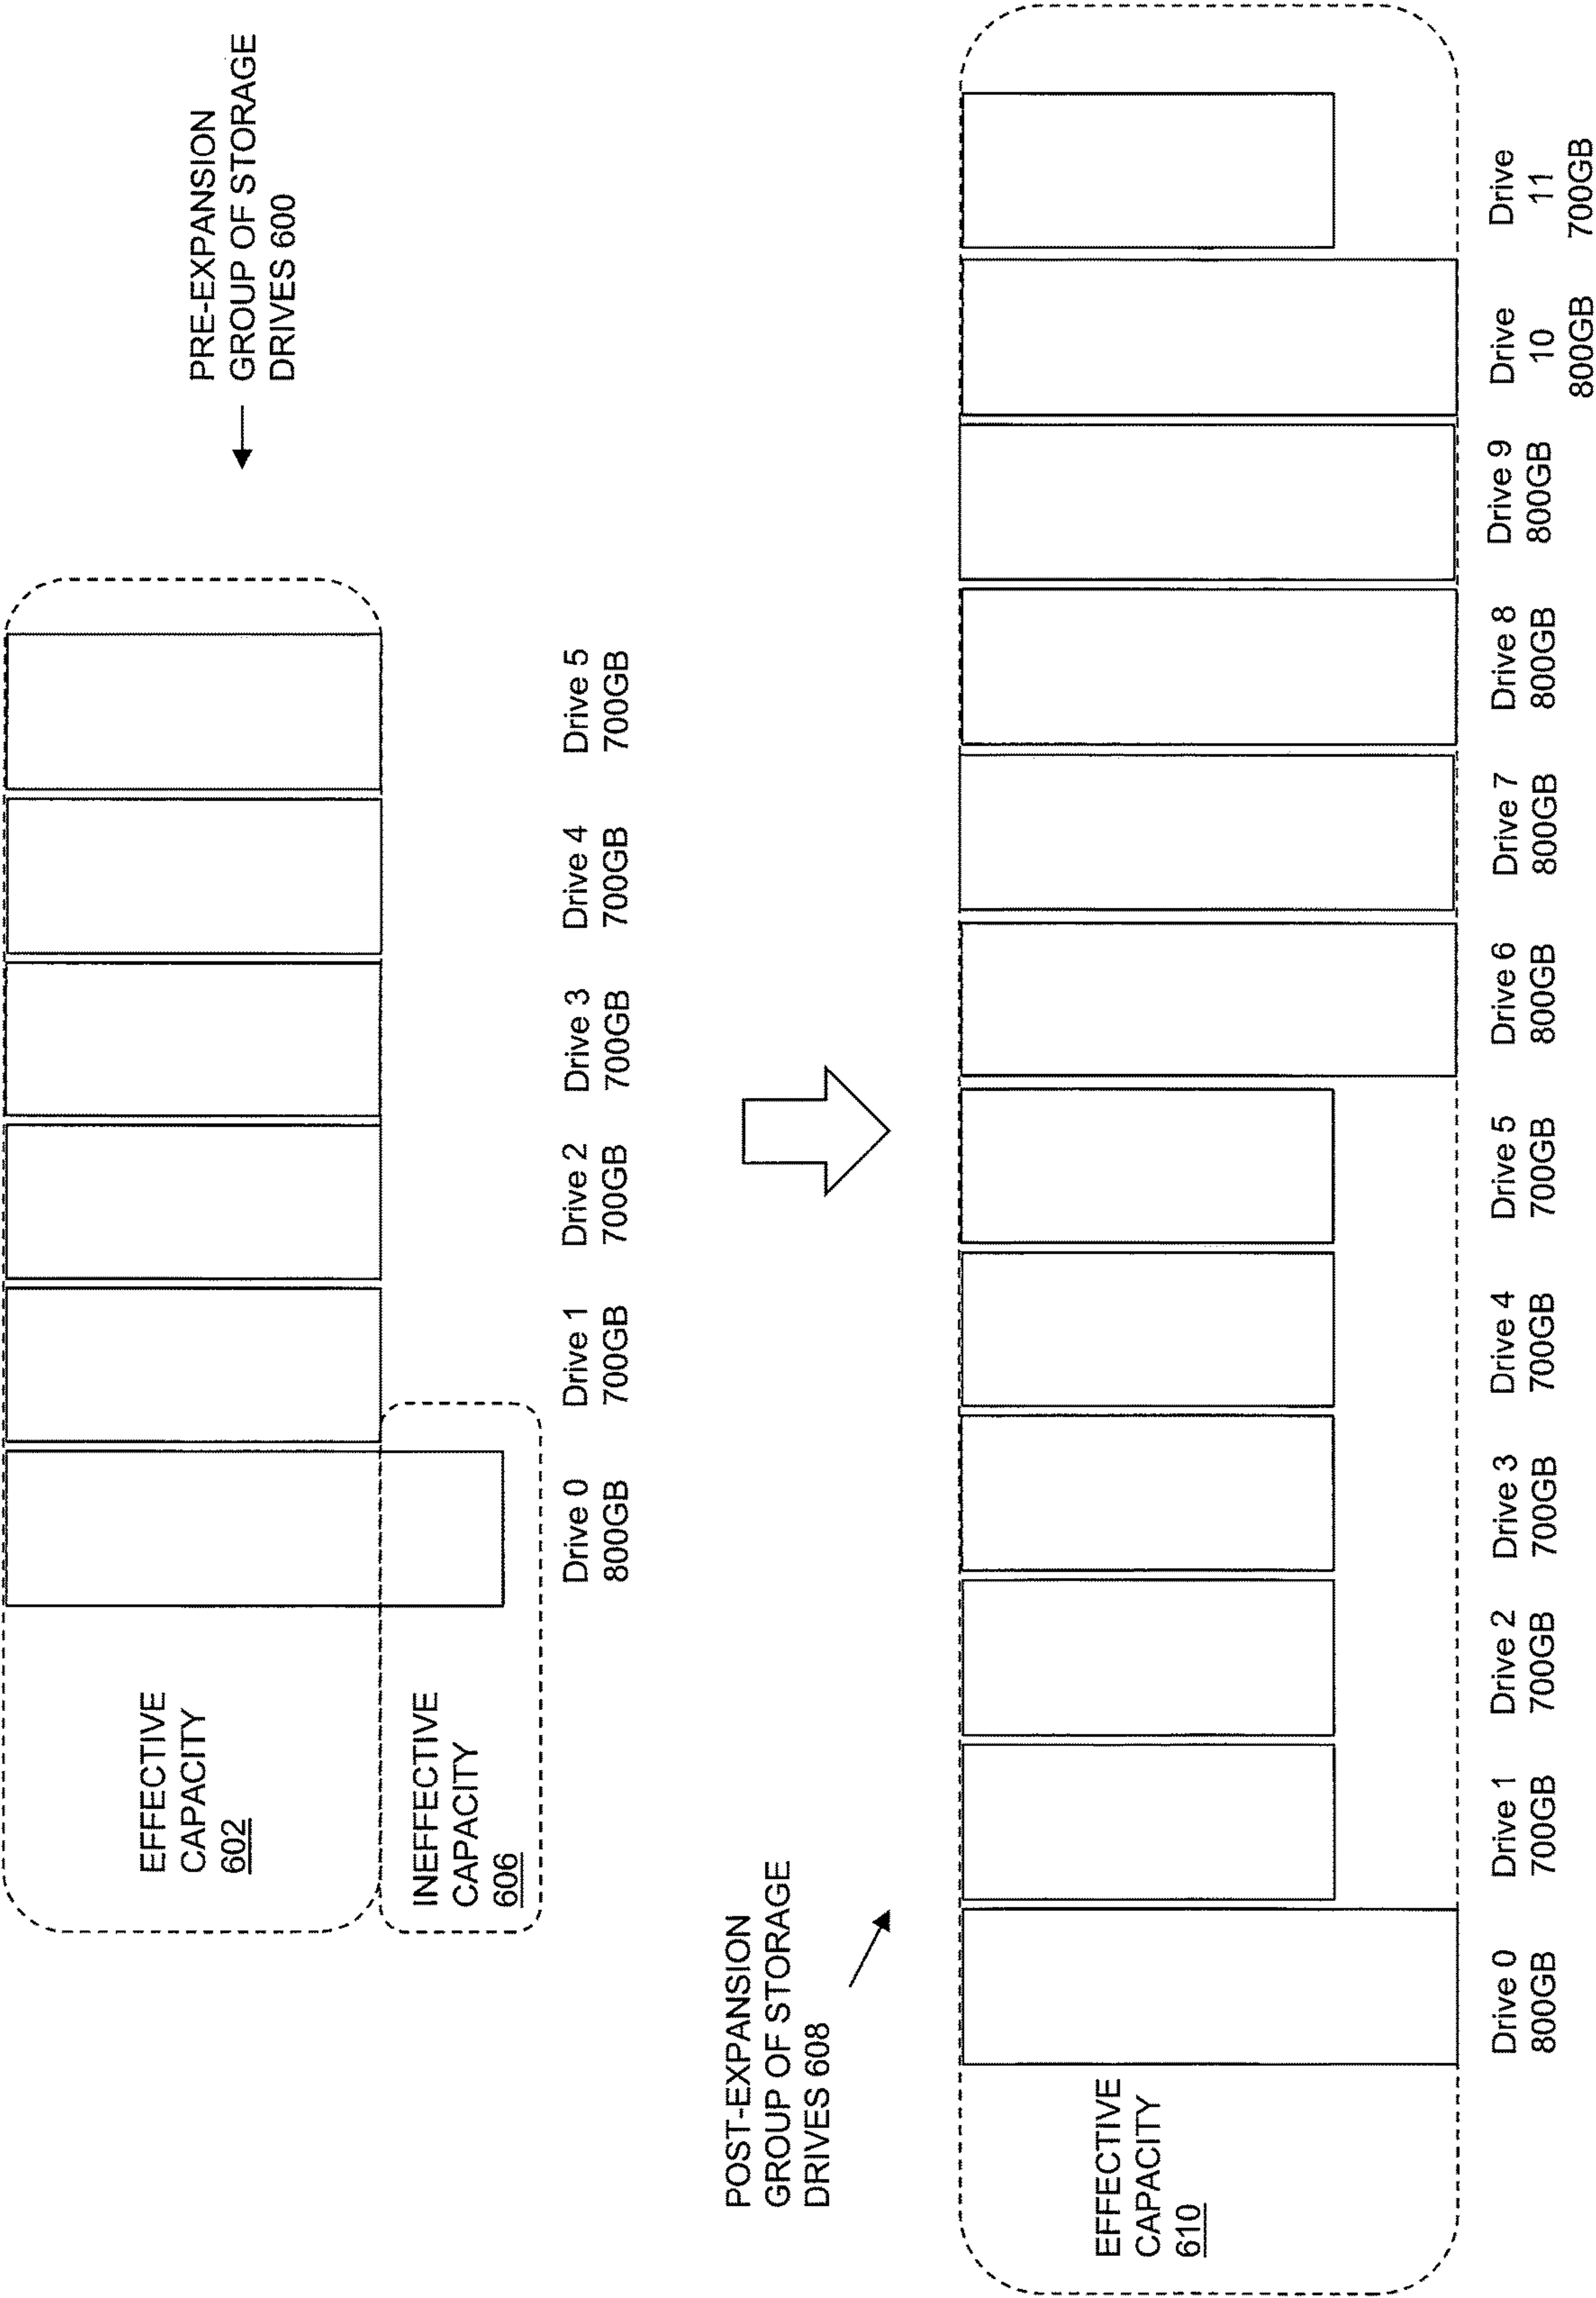 PRE-EXPANSION
GROUP OF STORAGE
DRIVES 600
EFFECTIVE
CAPACITY
602
INEFFECTIVE
CAPACITY
606
Drive 0
800GB
Drive 1
700GB
Drive 2
700GB
Drive 3
700GB
Drive 4
700GB
Drive 5
700GB
POST-EXPANSION
GROUP OF STORAGE
DRIVES 608
EFFECTIVE
CAPACITY
610
Drive 0
800GB
Drive 1
700GB
Drive 2
700GB
Drive 3
700GB
Drive 4
700GB
Drive 5
700GB
Drive 6
800GB
Drive 7
800GB
Drive 8
800GB
Drive 9
800GB
Drive
10
800GB
Drive
11
700GB